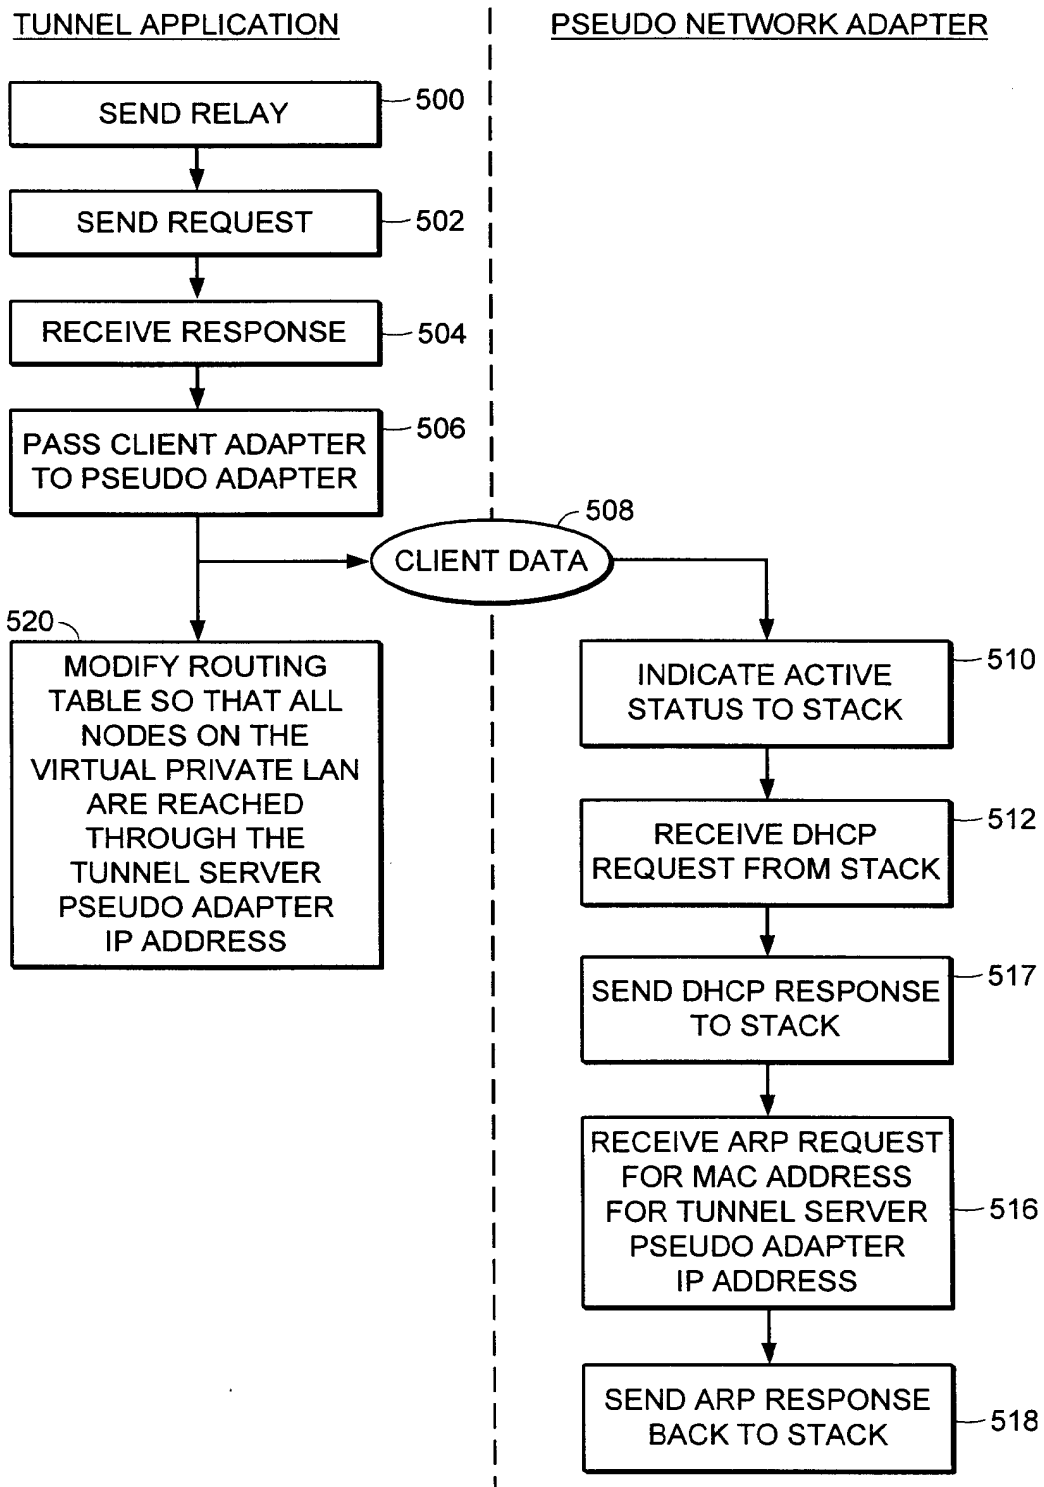 TUNNEL APPLICATION
PSEUDO NETWORK ADAPTER
SEND RELAY
500
SEND REQUEST
502
RECEIVE RESPONSE
504
PASS CLIENT ADAPTER
TO PSEUDO ADAPTER
506
CLIENT DATA
508
520
MODIFY ROUTING
TABLE SO THAT ALL
NODES ON THE
VIRTUAL PRIVATE LAN
ARE REACHED
THROUGH THE
TUNNEL SERVER
PSEUDO ADAPTER
IP ADDRESS
INDICATE ACTIVE
STATUS TO STACK
510
RECEIVE DHCP
REQUEST FROM STACK
512
SEND DHCP RESPONSE
TO STACK
517
RECEIVE ARP REQUEST
FOR MAC ADDRESS
FOR TUNNEL SERVER
PSEUDO ADAPTER
IP ADDRESS
516
SEND ARP RESPONSE
BACK TO STACK
518